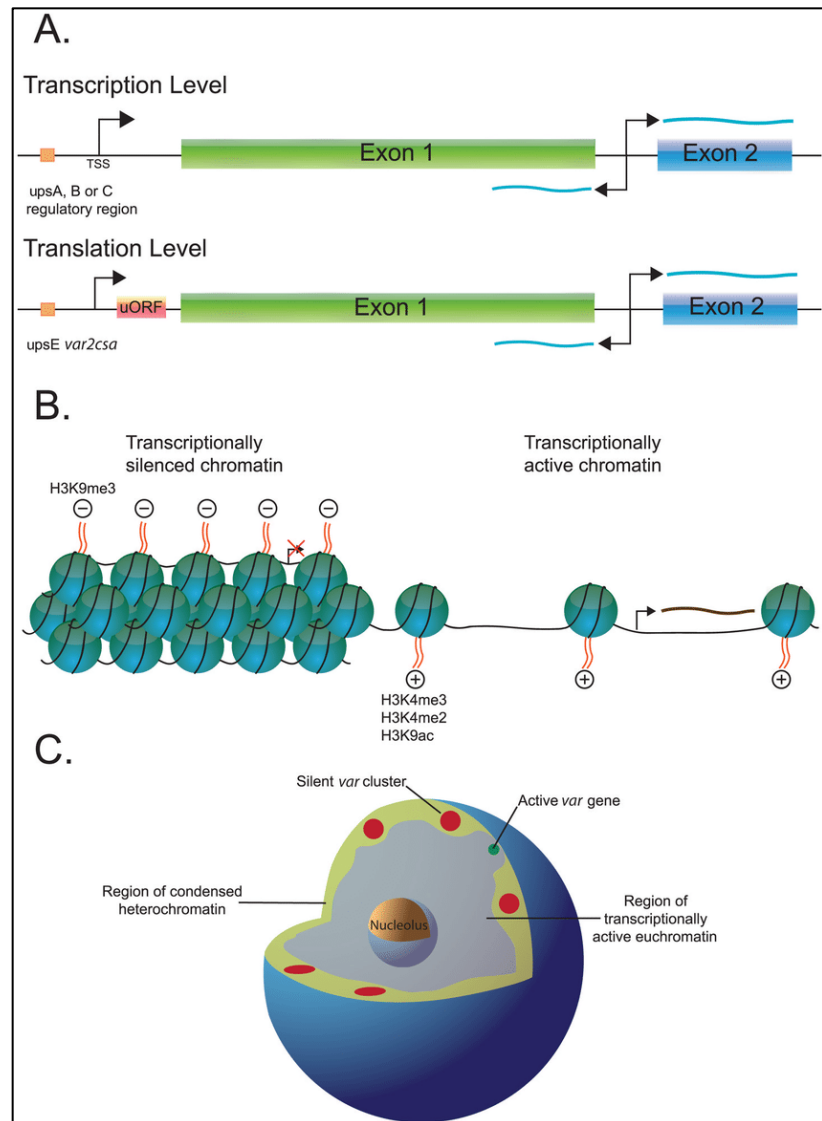 A.
Transcription Level
TSS
Exon 1
Exon 2
upsA, B or C
regulatory region
Translation Level
uORF
Exon 1
Exon 2
upsE var2csa
B.
Transcriptionally
silenced chromatin
Transcriptionally
active chromatin
H3K9me3
H3K4me3
H3K4me2
H3K9ac
C.
Silent var cluster
Active var gene
Region of condensed
heterochromatin
Nucleolus
Region of
transcriptionally
active euchromatin